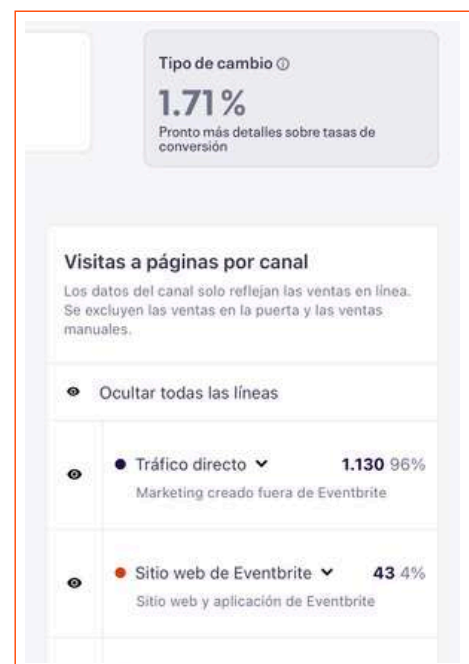 Tipo de cambio ⓘ
1.71%
Pronto más detalles sobre tasas de
conversión
Visitas a páginas por canal
Los datos del canal solo reflejan las ventas en línea.
Se excluyen las ventas en la puerta y las ventas
manuales.
Ocultar todas las líneas
Tráfico directo 1.130 96%
Marketing creado fuera de Eventbrite
Sitio web de Eventbrite 43 4%
Sitio web y aplicación de Eventbrite